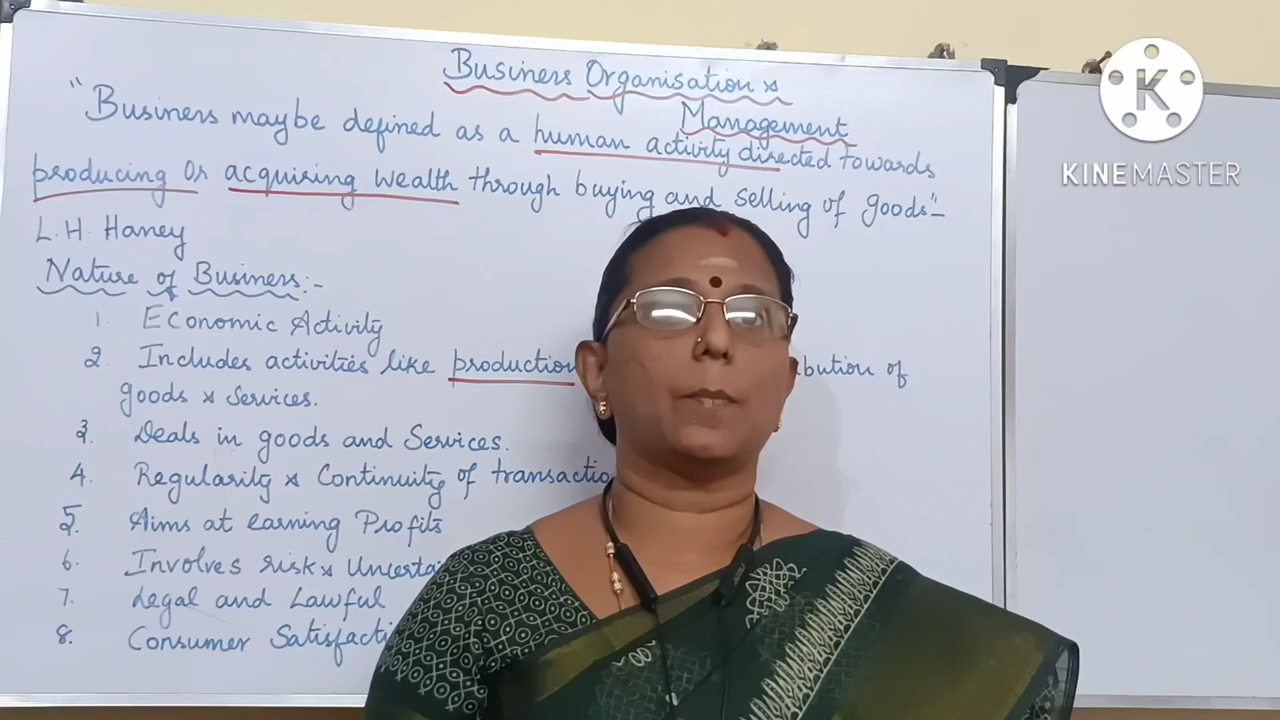 Business Organisation &
Management
"Business maybe defined as a human activity directed towards
producing or acquiring wealth through buying and selling of goods"-
L.H. Haney
Nature of Business:-
1. Economic Activity
2. Includes activities like production
goods & Services.
3. Deals in goods and Services.
4. Regularity & Continuity of
5. Aims at earning Profits
6. Involves risk &
7. Legal and Lawful
8. Consumer
K
KINEMASTER